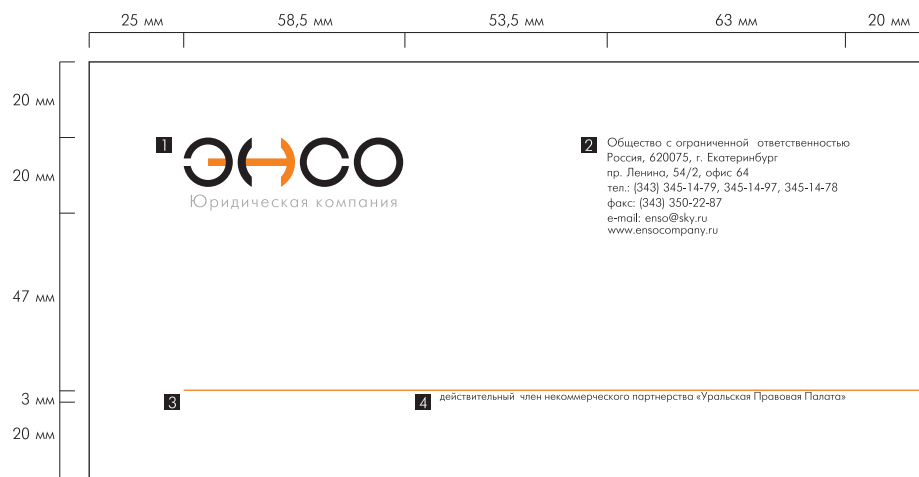 25 мм 58,5 мм 53,5 мм 63 мм 20 мм
20 мм
20 мм
47 мм
3 мм
20 мм
1
ЭНСО
Юридическая компания
2
Общество с ограниченной ответственностью
Россия, 620075, г. Екатеринбург
пр. Ленина, 54/2, офис 64
тел.: (343) 345-14-79, 345-14-97, 345-14-78
факс: (343) 350-22-87
e-mail: enso@sky.ru
www.ensocompany.ru
3
4
действительный член некоммерческого партнерства «Уральская Правовая Палата»